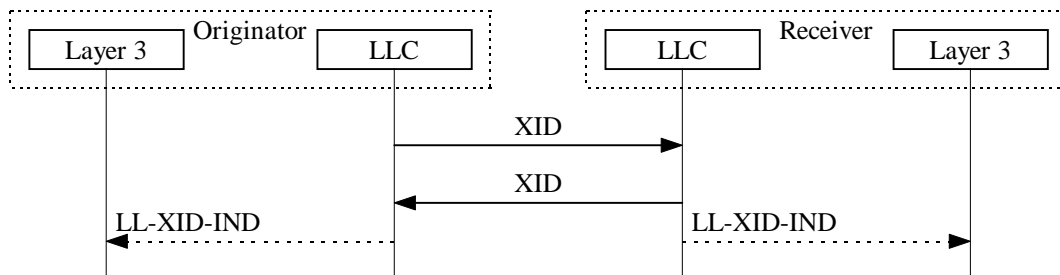 Originator
Receiver
Layer 3
LLC
LLC
Layer 3
XID
XID
LL-XID-IND
LL-XID-IND